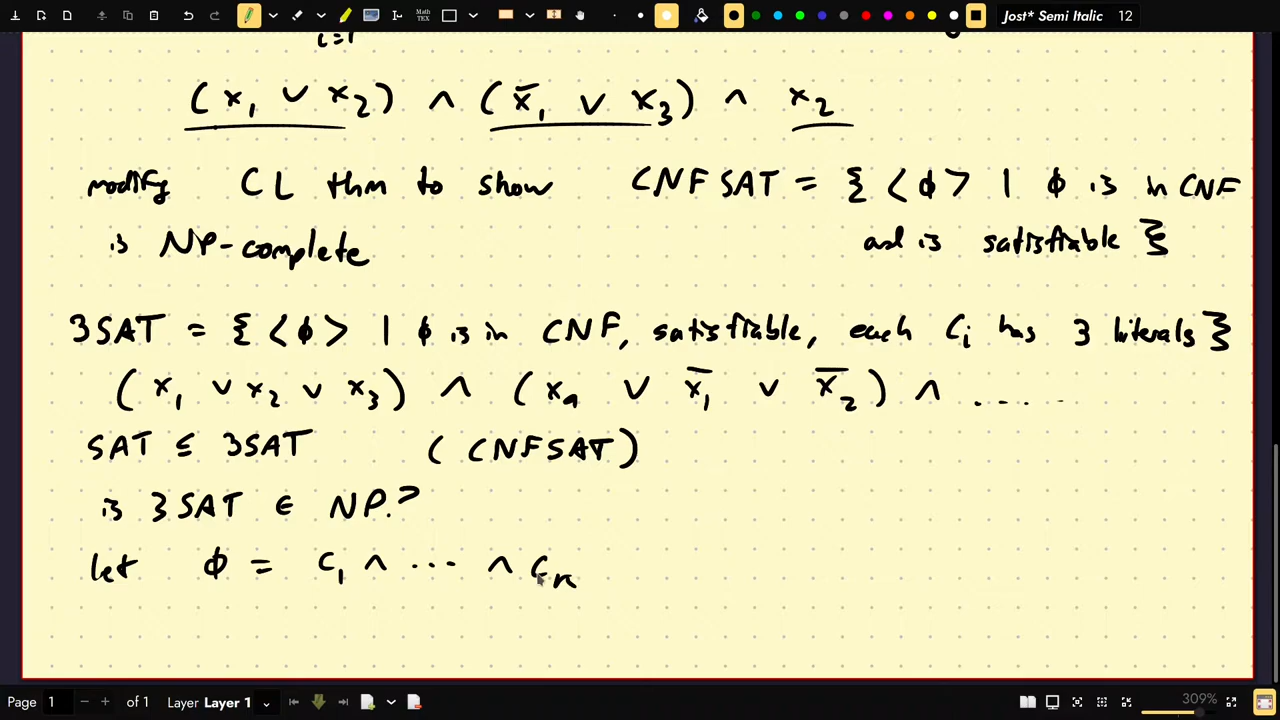 Jost* Semi Italic 12
i=1
(x₁ ∨ x₂) ∧ (x̄₁ ∨ x₃) ∧ x₂
modify CL thm to show CNFSAT = { <ϕ> | ϕ is in CNF
is NP-complete and is satisfiable }
3SAT = { <ϕ> | ϕ is in CNF, satisfiable, each Cᵢ has 3 literals }
(x₁ ∨ x₂ ∨ x₃) ∧ (x₄ ∨ x̄₁ ∨ x̄₂) ∧ .....
SAT ≤ 3SAT (CNFSAT)
is 3SAT ∈ NP?
let ϕ = C₁ ∧ ··· ∧ Cₖ
Page 1 of 1 Layer Layer 1 309%